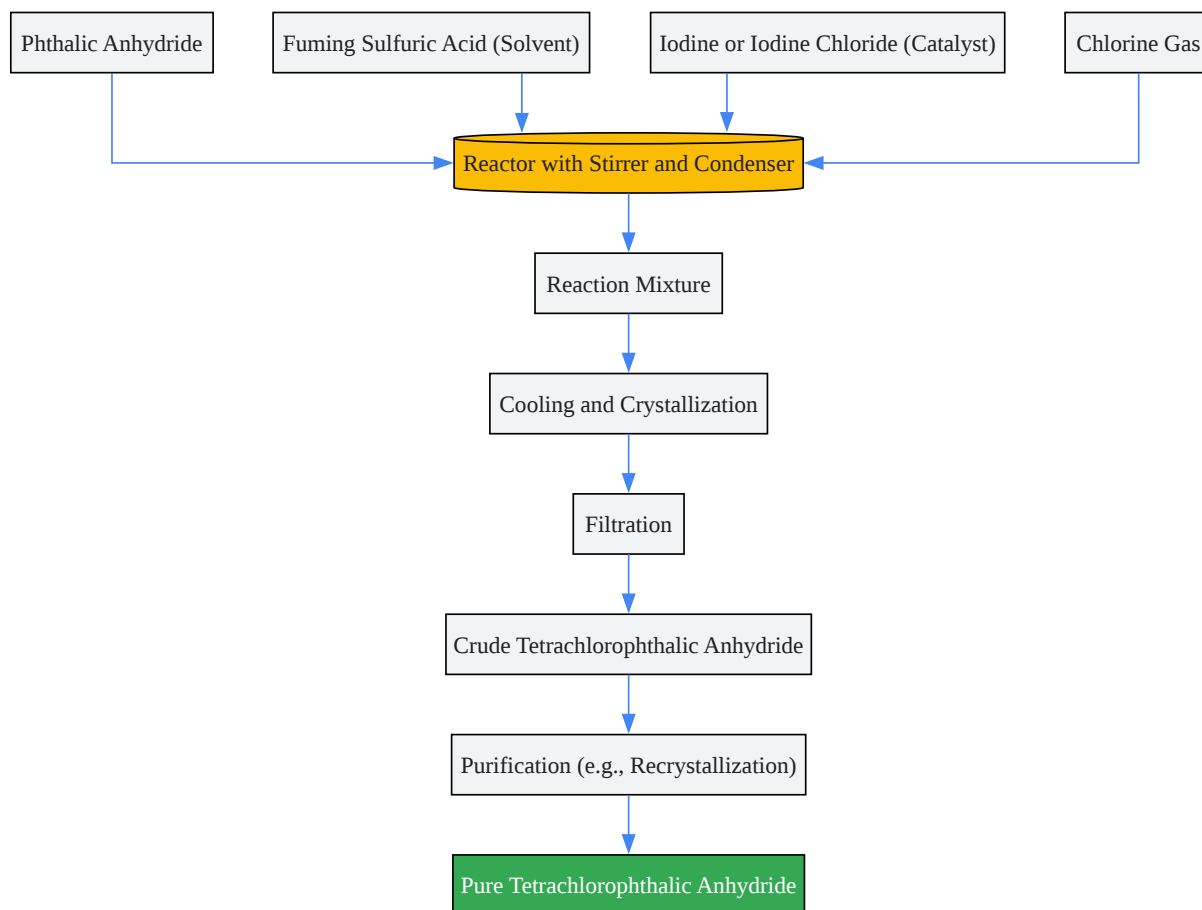 Phthalic Anhydride
Fuming Sulfuric Acid (Solvent)
Iodine or Iodine Chloride (Catalyst)
Chlorine Gas
Reactor with Stirrer and Condenser
Reaction Mixture
Cooling and Crystallization
Filtration
Crude Tetrachlorophthalic Anhydride
Purification (e.g., Recrystallization)
Pure Tetrachlorophthalic Anhydride